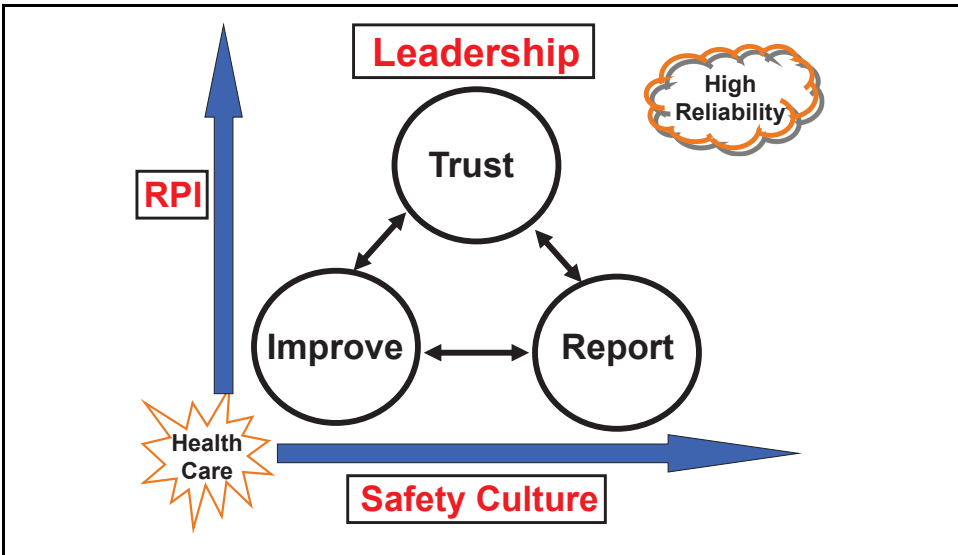 Leadership
High
Reliability
Trust
RPI
Improve
Report
Health
Care
Safety Culture